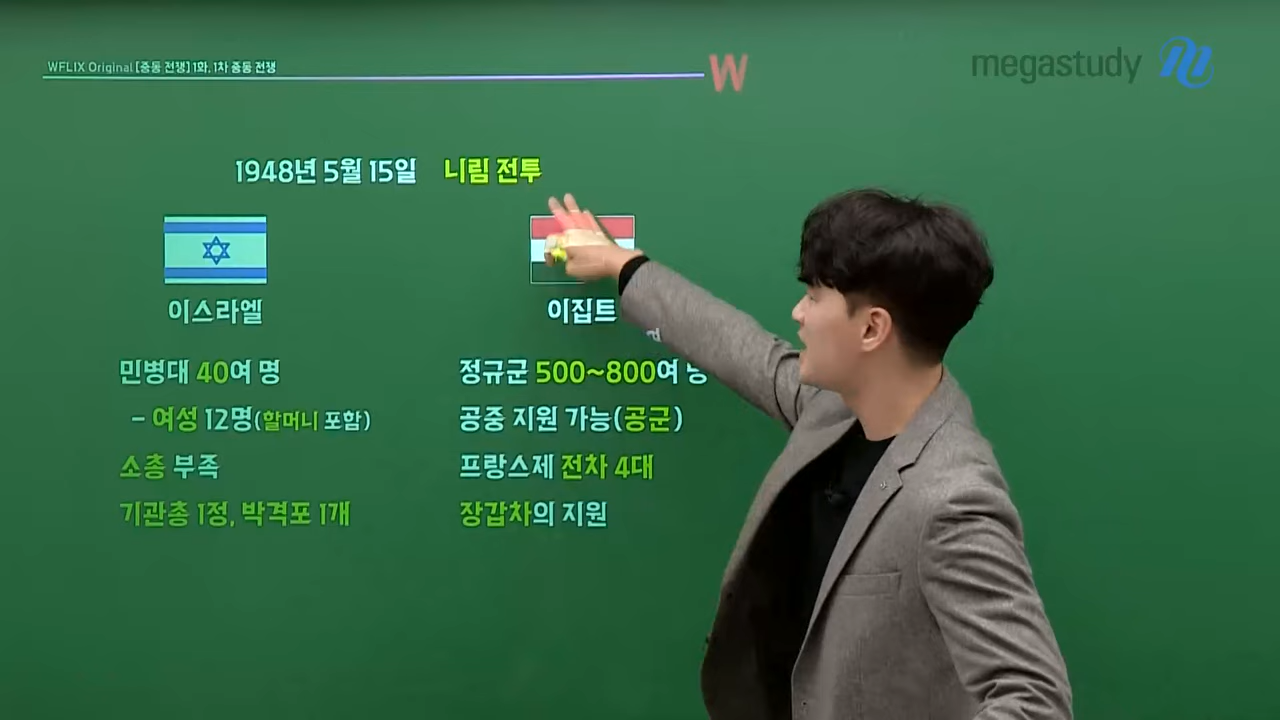 WFLIX Original [중동 전쟁] 1화. 1차 중동 전쟁
W
megastudy
1948년 5월 15일 니림 전투
이스라엘
이집트
민병대 40여 명
- 여성 12명(할머니 포함)
소총 부족
기관총 1정, 박격포 1개
정규군 500~800여 명
공중 지원 가능(공군)
프랑스제 전차 4대
장갑차의 지원